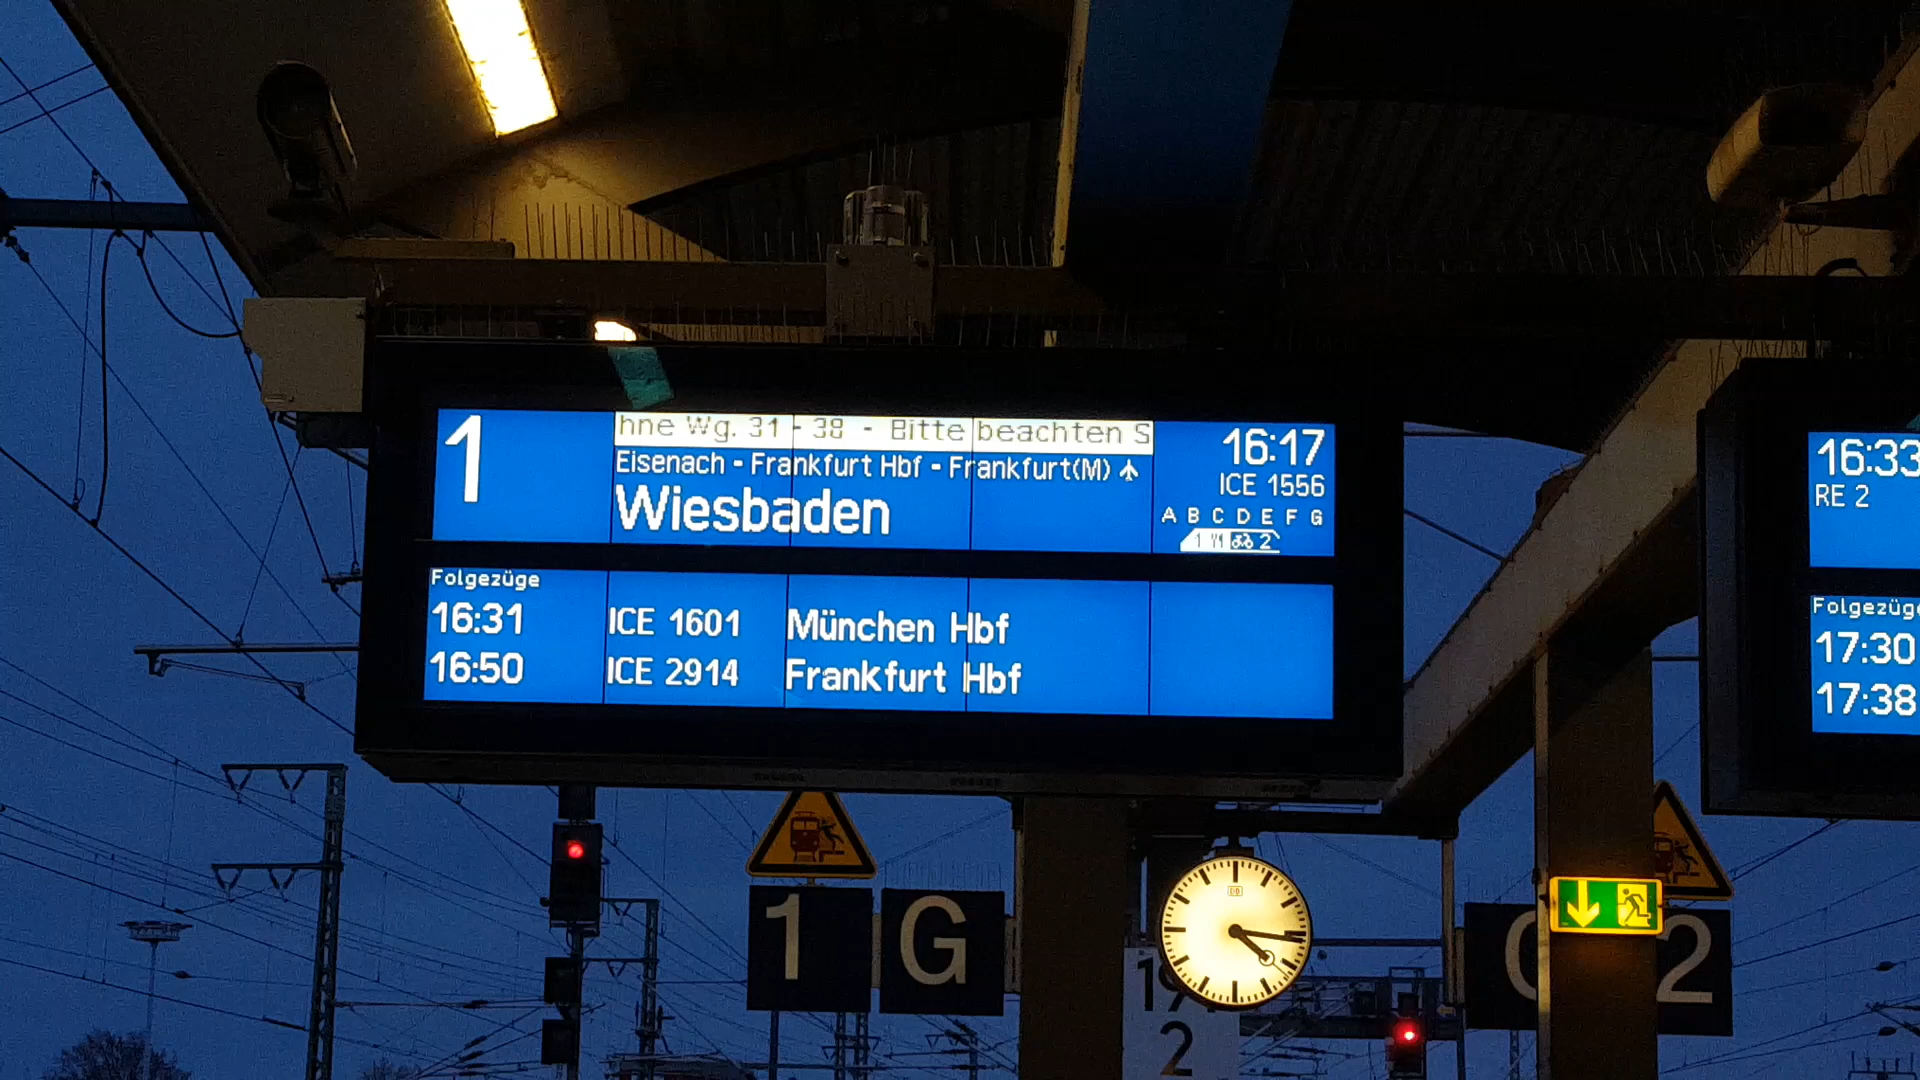 1
hne Wg. 31 - 38 - Bitte beachten S
Eisenach - Frankfurt Hbf - Frankfurt(M)
Wiesbaden
16:17
ICE 1556
A B C D E F G
1 2
Folgezüge
16:31 ICE 1601 München Hbf
16:50 ICE 2914 Frankfurt Hbf
16:33
RE 2
Folgezüge
17:30
17:38
1 G
2
2